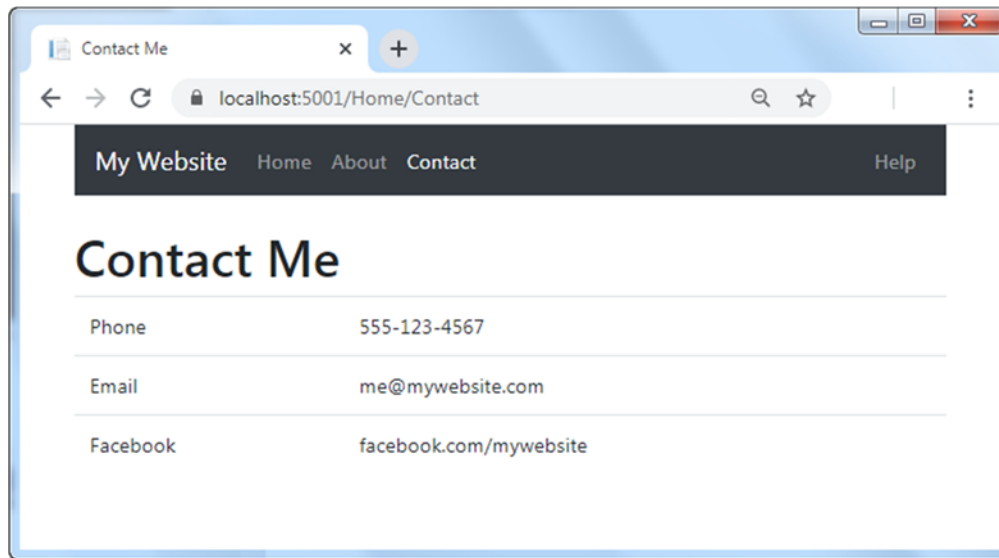 Contact Me
localhost:5001/Home/Contact
My Website Home About Contact Help
Contact Me
Phone 555-123-4567
Email me@mywebsite.com
Facebook facebook.com/mywebsite